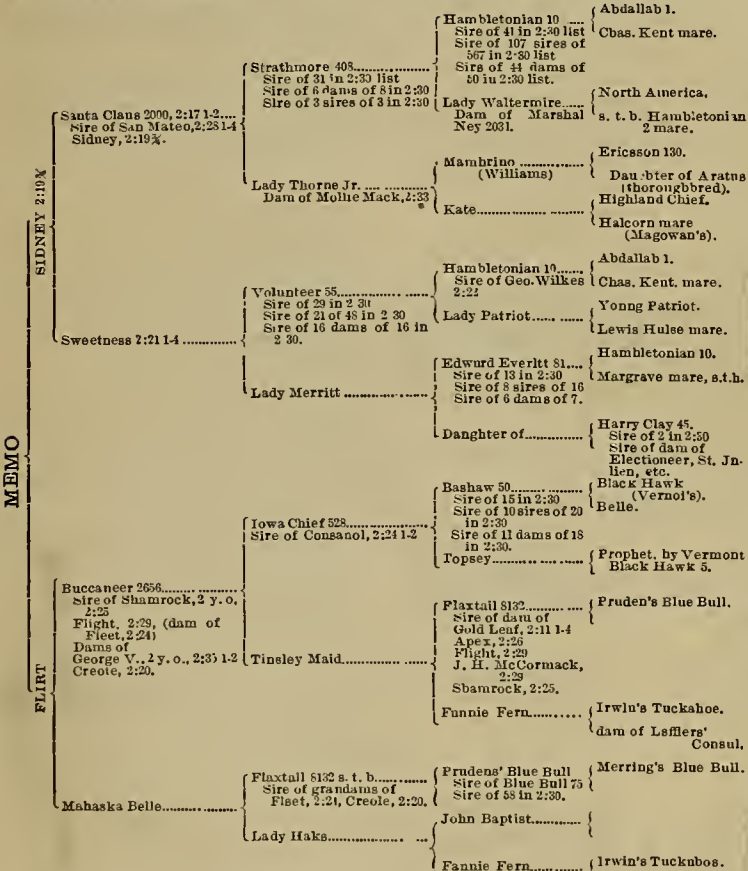 MEMO
SIDNEY 2:19¾
Santa Claus 2000, 2:17 1-2....
Sire of San Mateo, 2:28 1-4
Sidney, 2:19¾.
Strathmore 408....................
Sire of 31 in 2:30 list
Sire of 6 dams of 8 in 2:30
Sire of 3 sires of 3 in 2:30
Hambletonian 10 ....
Sire of 41 in 2:30 list
Sire of 107 sires of
567 in 2·30 list
Sire of 44 dams of
50 iu 2:30 list.
Abdallab 1.
Cbas. Kent mare.
Lady Waltermire......
Dam of Marshal
Ney 2031.
North America,
s. t. b. Hambletonian
2 mare.
Lady Thorne Jr. .... ............
Dam of Mollie Mack, 2:33
Mambrino ...............
(Williams)
Ericsson 130.
Dau·bter of Aratus
(thorongbbred).
Kate.........................
Highland Chief.
Halcorn mare
(Magowan's).
Sweetness 2:21 1-4 ..............
Volunteer 55....................
Sire of 29 in 2 30
Sire of 21 of 48 in 2 30
Sire of 16 dams of 16 in
2 30.
Hambletonian 10.......
Sire of Geo. Wilkes
2:22
Abdallab 1.
Chas. Kent. mare.
Lady Patriot.............
Yonng Patriot.
Lewis Hulse mare.
Lady Merritt ....................
Edward Everitt 81....
Sire of 13 in 2:30
Sire of 8 sires of 16
Sire of 6 dams of 7.
Hambletonian 10.
Margrave mare, s.t.b.
Danghter of..............
Harry Clay 45.
Sire of 2 in 2:30
Sire of dam of
Electioneer, St. Jn-
lien, etc.
FLIRT
Buccaneer 2656....................
Sire of Shamrock, 2 y. o,
2:25
Flight, 2:29, (dam of
Fleet, 2:24)
Dams of
George V., 2 y. o., 2:35 1-2
Creole, 2:20.
Iowa Chief 528....................
Sire of Consanol, 2:24 1-2
Bashaw 50 ................
Sire of 15 in 2:30
Sire of 10 sires of 20
in 2:30
Sire of 11 dams of 18
in 2:30.
Black Hawk
(Vernol's).
Belle.
Topsey.....................
Prophet, by Vermont
Black Hawk 5.
Tinsley Maid....................
Flaxtail 8132............
Sire of dam of
Gold Leaf, 2:11 1-4
Apex, 2:26
Flight, 2:29
J. H. McCormack,
2:29
Sbamrock, 2:25.
Pruden's Blue Bull.
Funnie Fern..........
Irwin's Tuckahoe.
dam of Lefflers'
Consul,
Mahaska Belle....................
Flaxtail 8132 s. t. b.............
Sire of grandams of
Fleet, 2:24, Creole, 2:20.
Prudens' Blue Bull
Sire of Blue Bull 75
Sire of 58 in 2:30.
Merring's Blue Bull.
Lady Haks.................... ...
John Baptist............
Fannie Fern............
Irwin's Tucknbos.